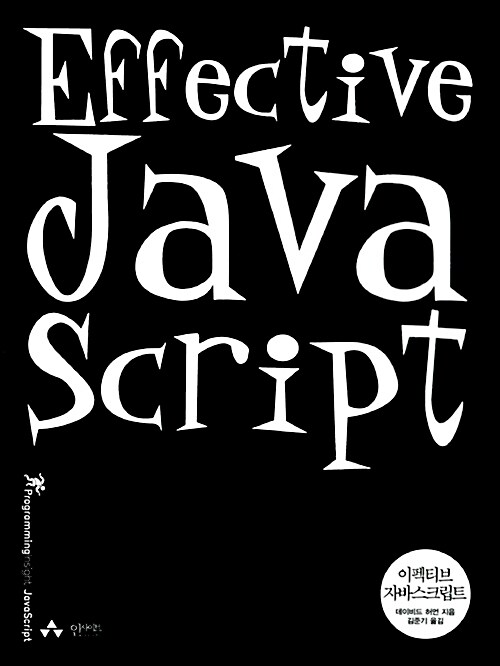 Effective
Java
Script
Programming Insight JavaScript
인사이트
이펙티브
자바스크립트
데이비드 허먼 지음
김준기 옮김